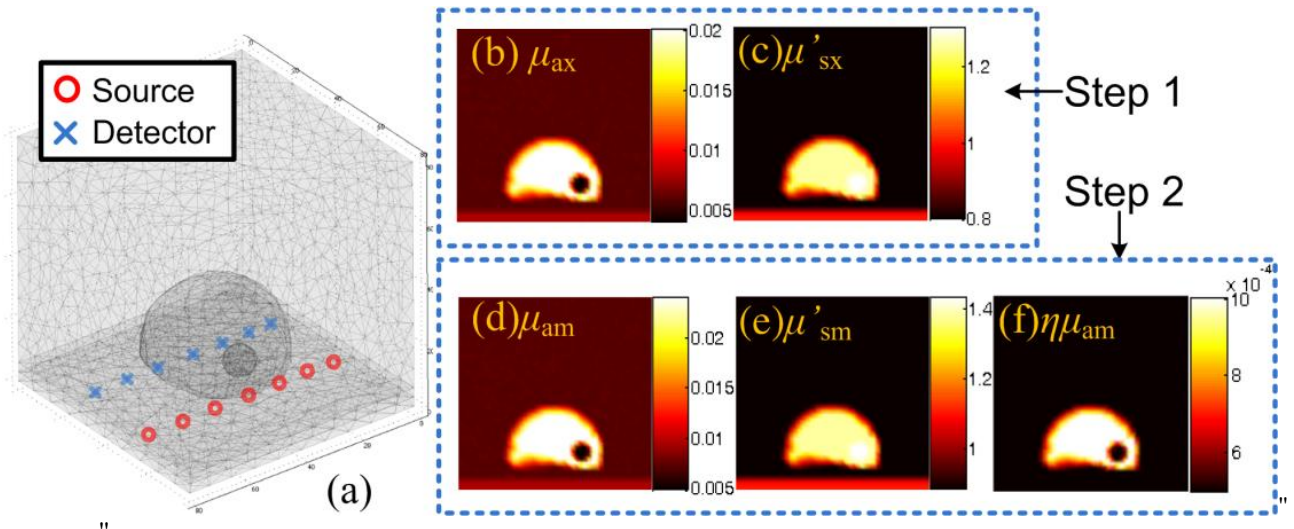 Source
Detector
(a)
(b) μax
0.02
0.015
0.01
0.005
(c)μ'sx
1.2
1
0.8
Step 1
Step 2
(d)μam
0.02
0.015
0.01
0.005
(e)μ'sm
1.4
1.2
1
(f)ημam
x 10-4
10
8
6
"
"